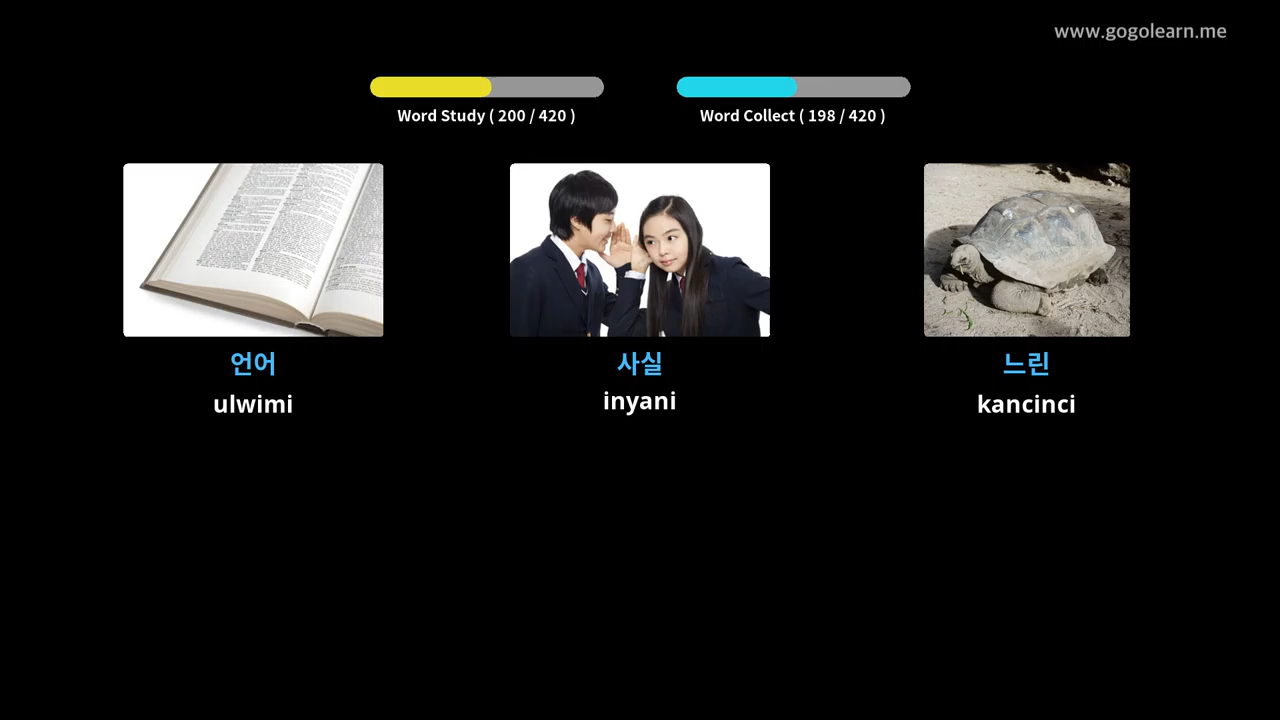 www.gogolearn.me
Word Study ( 200 / 420 )
Word Collect ( 198 / 420 )
언어
사실
느린
ulwimi
inyani
kancinci